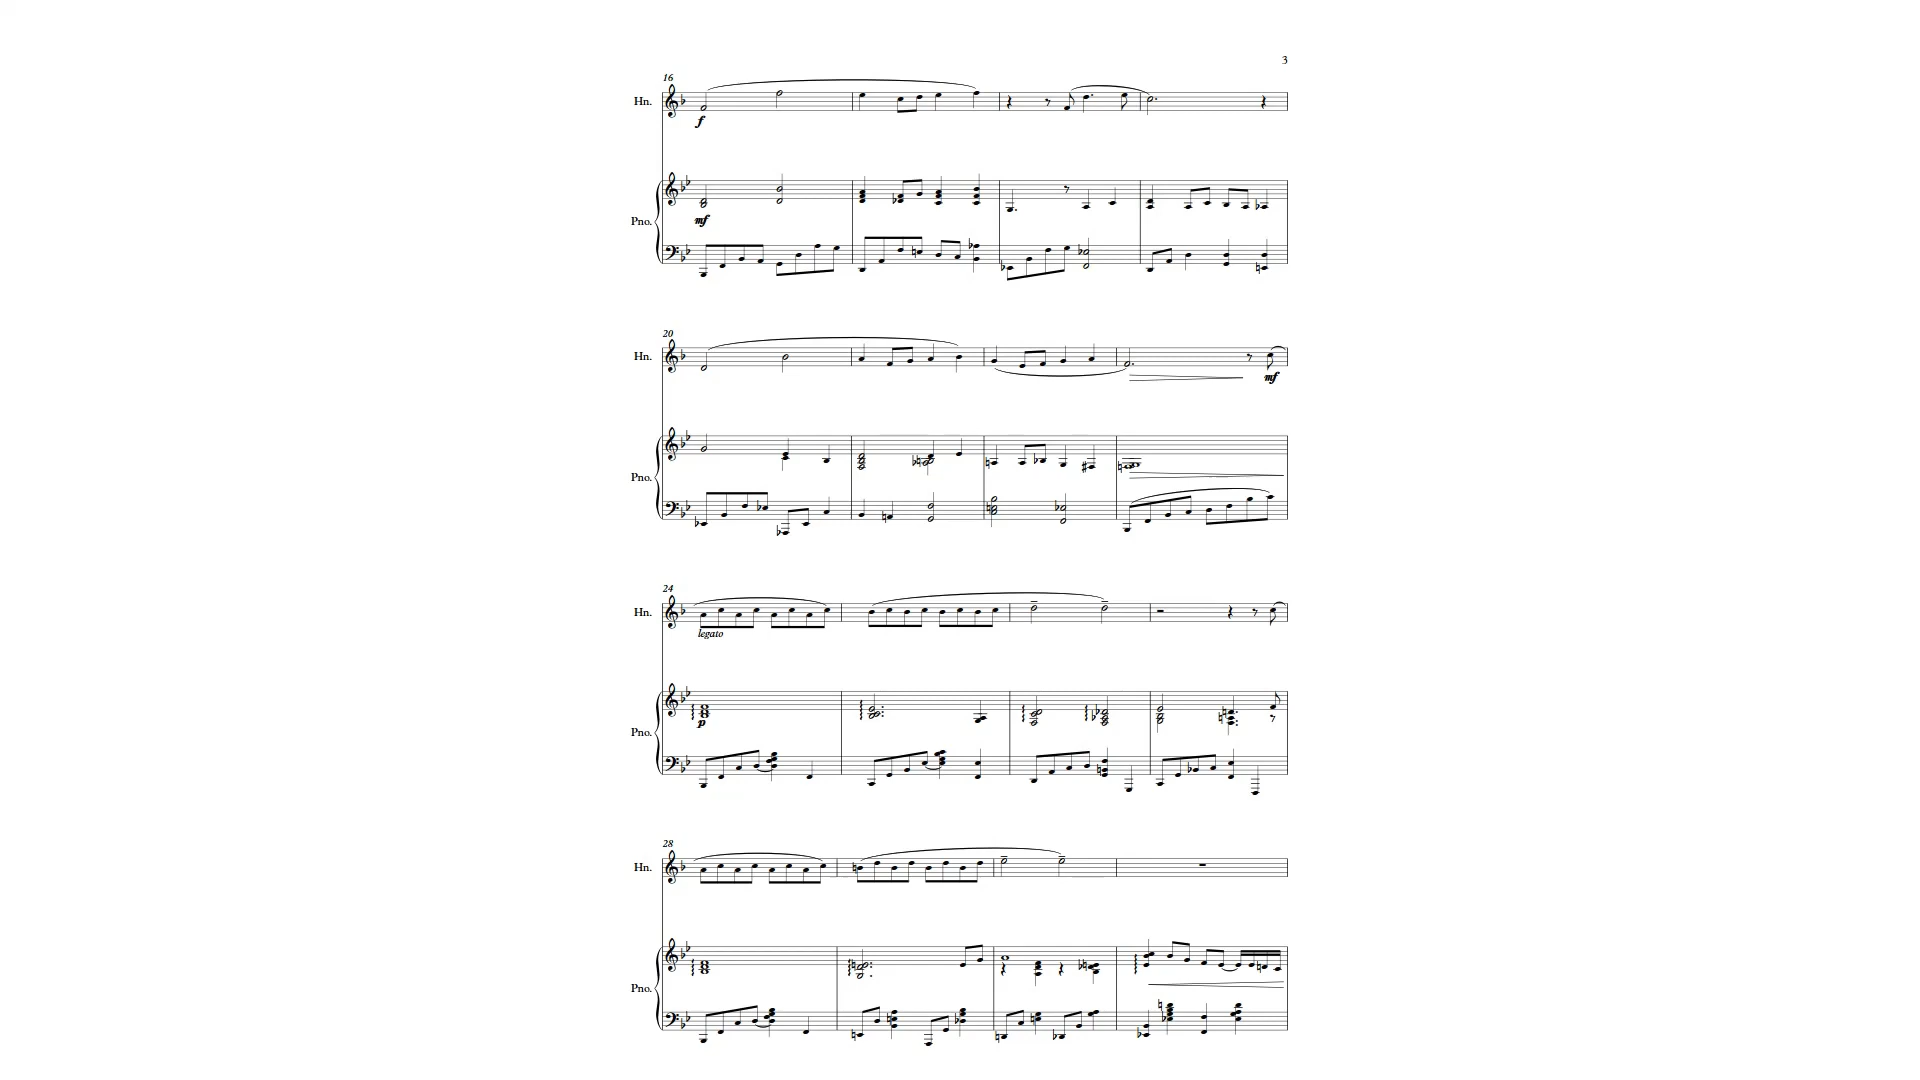 3
16
Hn.
f
Pno.
mf
20
Hn.
mf
Pno.
24
Hn.
legato
Pno.
p
28
Hn.
Pno.